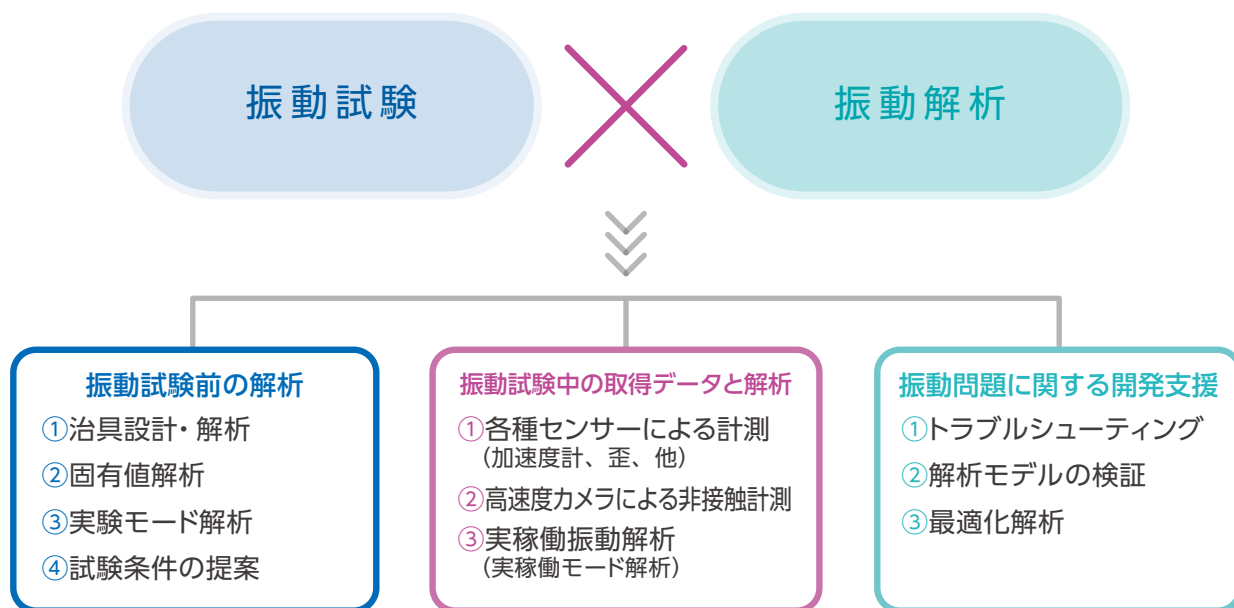 振動試験
振動解析
振動試験前の解析
①治具設計・解析
②固有値解析
③実験モード解析
④試験条件の提案
振動試験中の取得データと解析
①各種センサーによる計測
（加速度計、歪、他）
②高速度カメラによる非接触計測
③実稼働振動解析
（実稼働モード解析）
振動問題に関する開発支援
①トラブルシューティング
②解析モデルの検証
③最適化解析